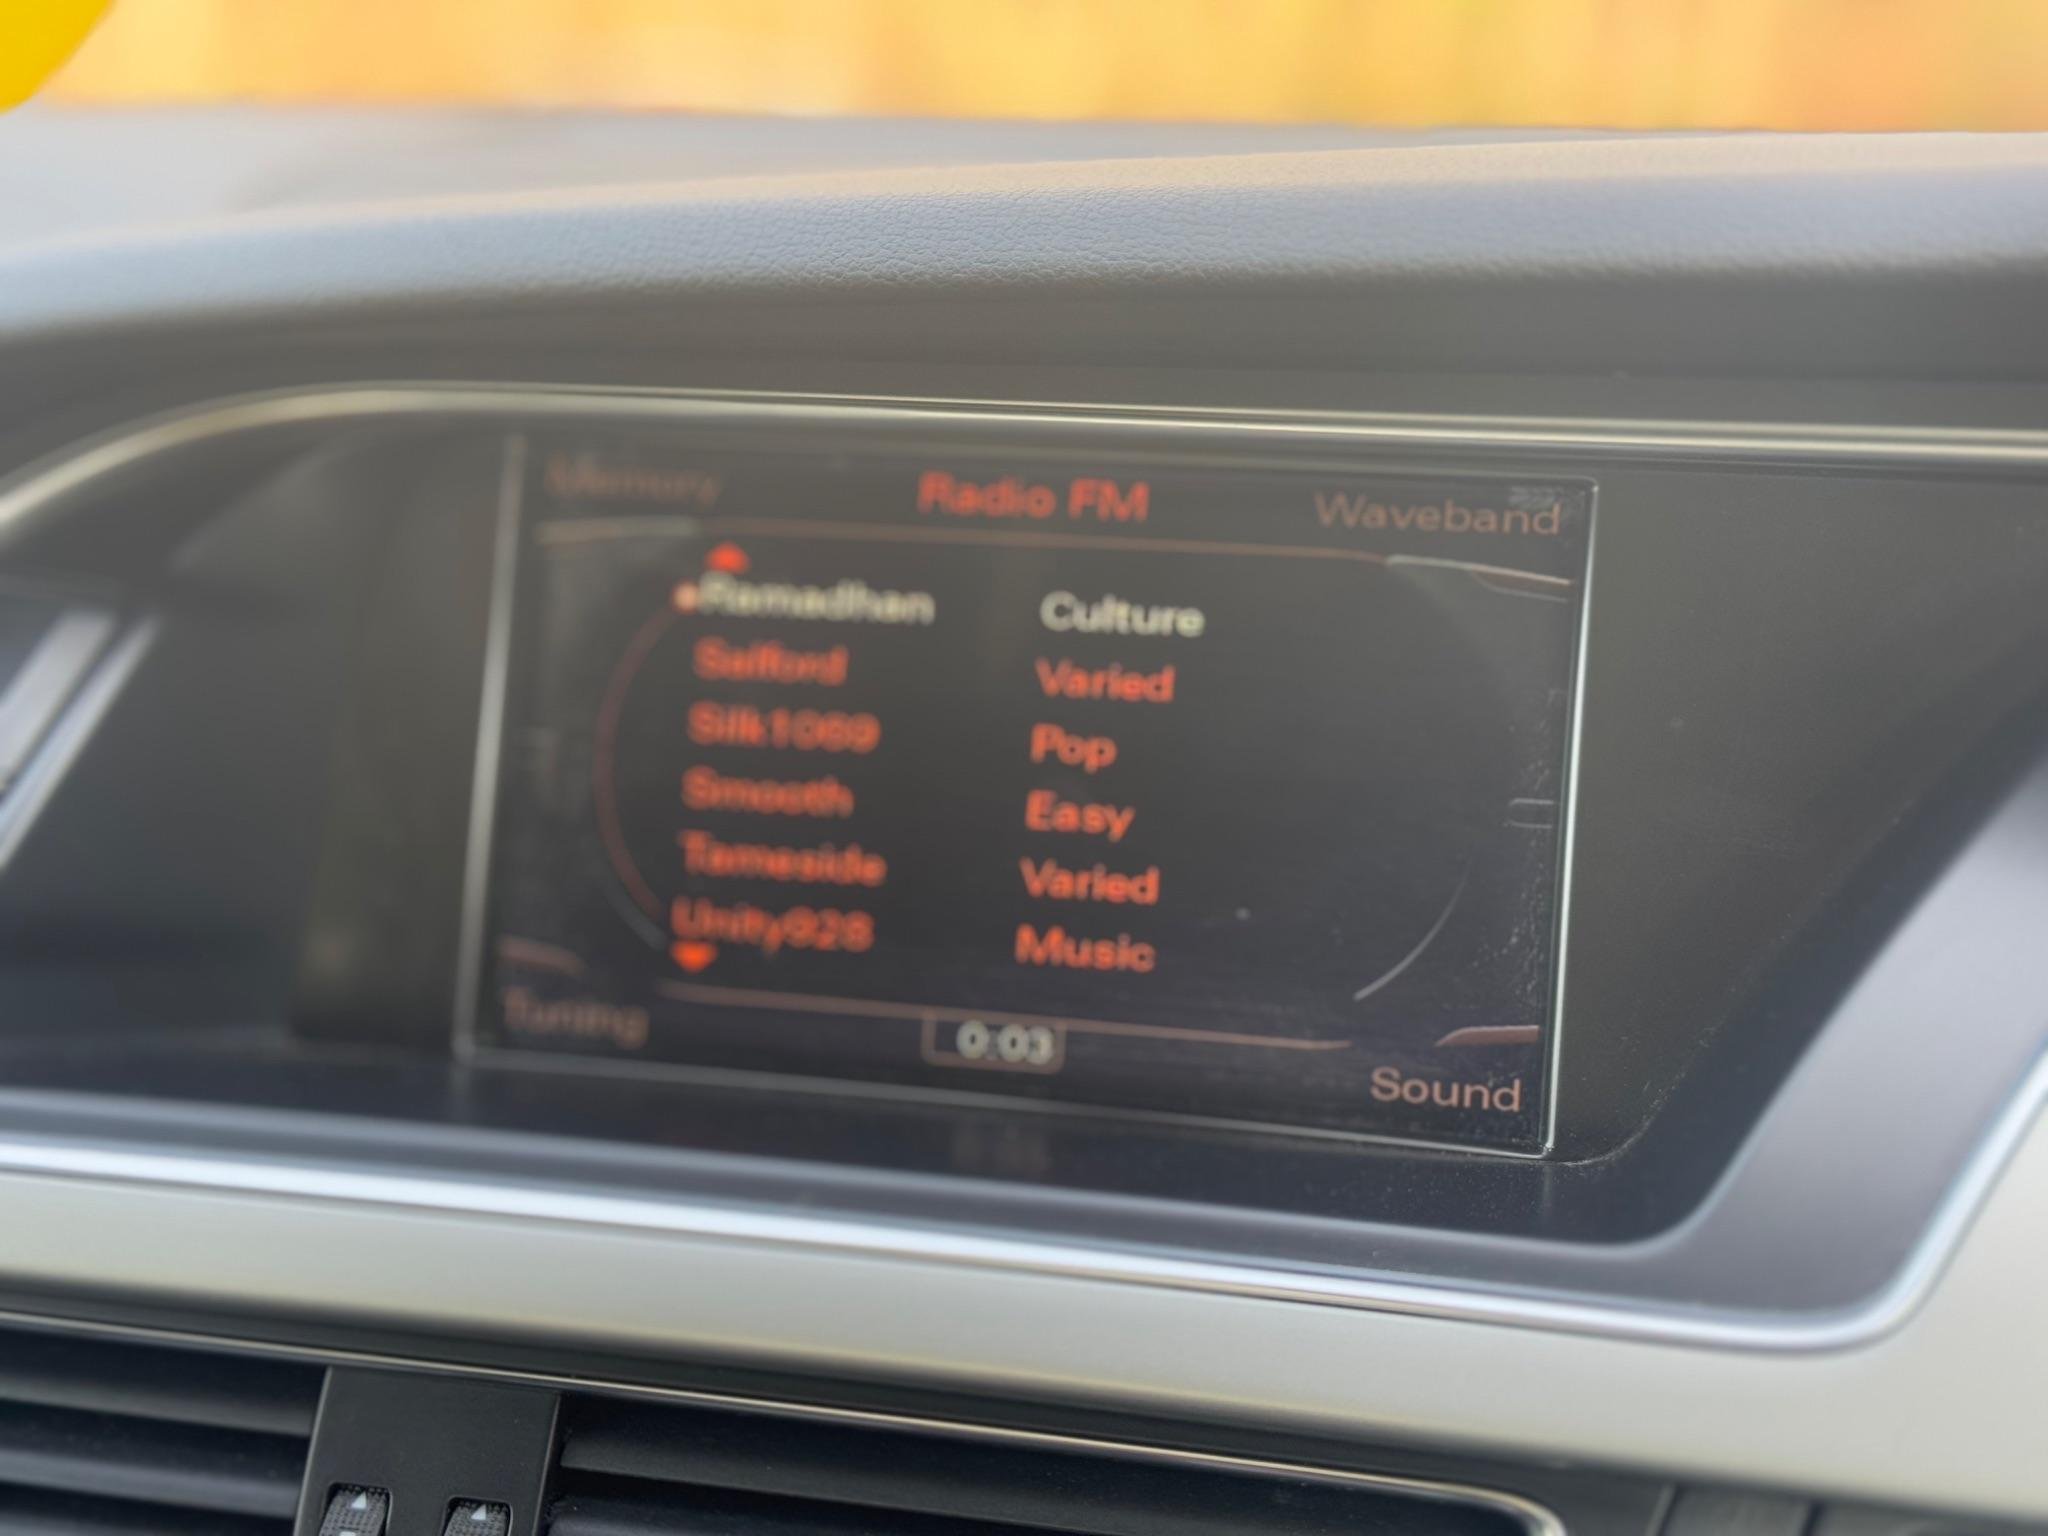 Memory Radio FM Waveband
Ramadhan Culture
Salford Varied
Silk1069 Pop
Smooth Easy
Tameside Varied
Unity928 Music
Tuning 0:03 Sound